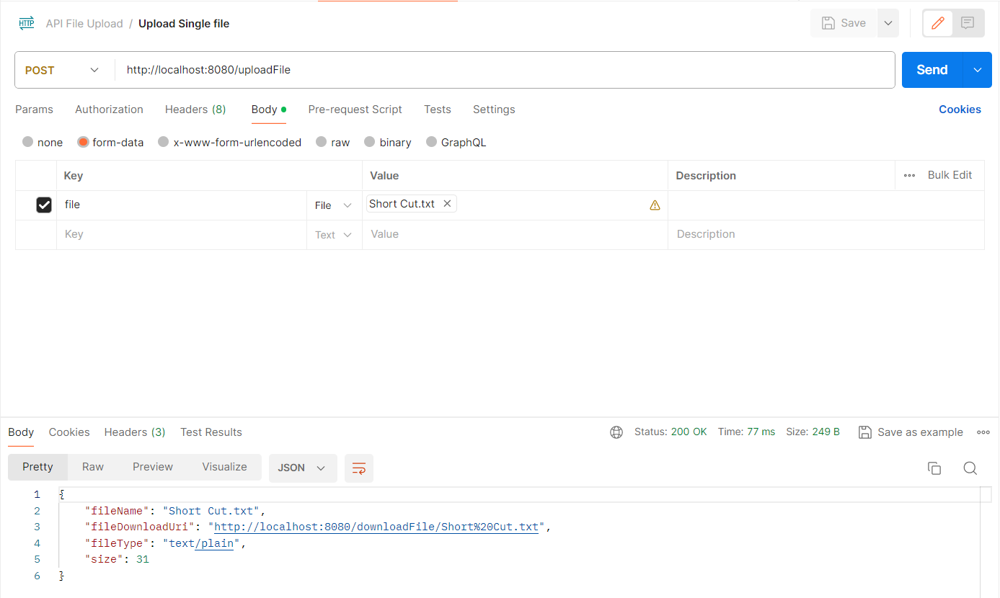 HTTP API File Upload / Upload Single file Save
POST http://localhost:8080/uploadFile Send
Params Authorization Headers (8) Body Pre-request Script Tests Settings Cookies
none form-data x-www-form-urlencoded raw binary GraphQL
Key Value Description Bulk Edit
file File Short Cut.txt
Key Text Value Description
Body Cookies Headers (3) Test Results Status: 200 OK Time: 77 ms Size: 249 B Save as example
Pretty Raw Preview Visualize JSON
1 {
2 "fileName": "Short Cut.txt",
3 "fileDownloadUri": "http://localhost:8080/downloadFile/Short%20Cut.txt",
4 "fileType": "text/plain",
5 "size": 31
6 }